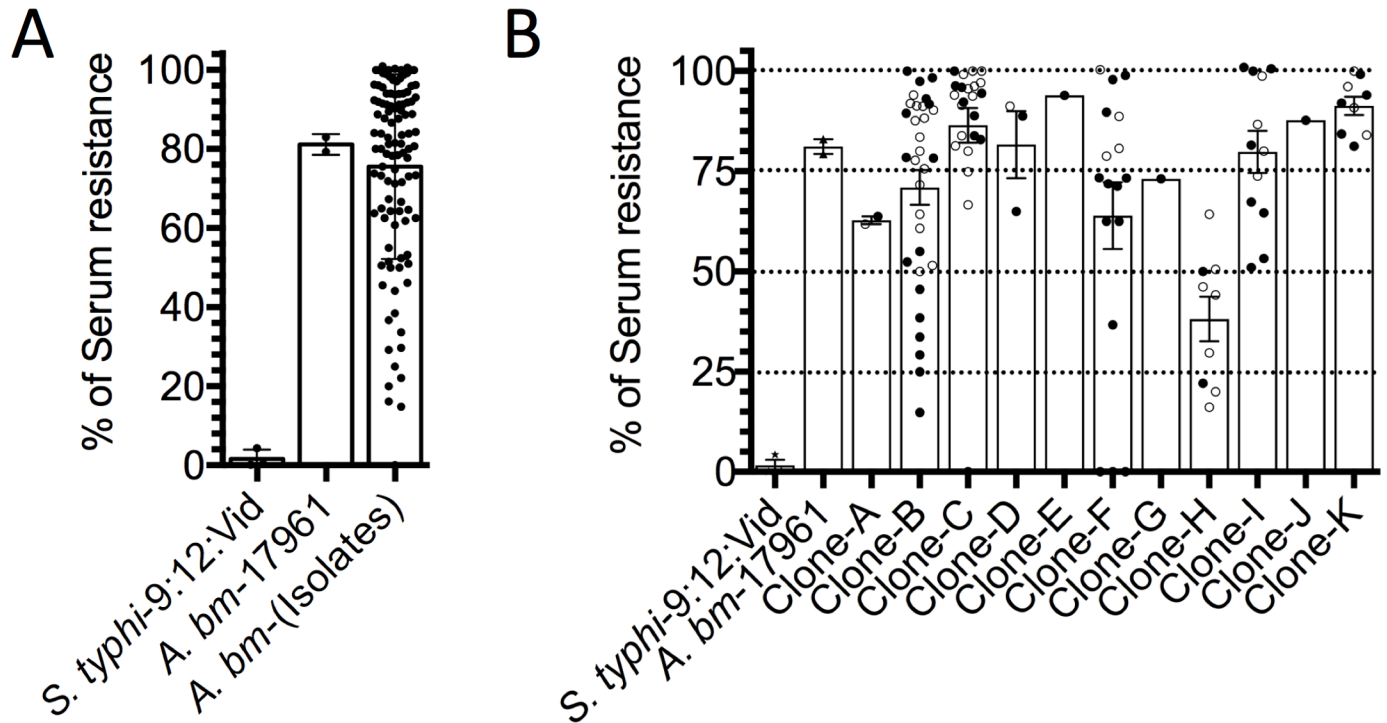 A
% of Serum resistance
100
80
60
40
20
0
S. typhi-9:12:Vid
A. bm-17961
A. bm-(Isolates)
B
% of Serum resistance
100
75
50
25
0
S. typhi-9:12:Vid
A. bm-17961
Clone-A
Clone-B
Clone-C
Clone-D
Clone-E
Clone-F
Clone-G
Clone-H
Clone-I
Clone-J
Clone-K